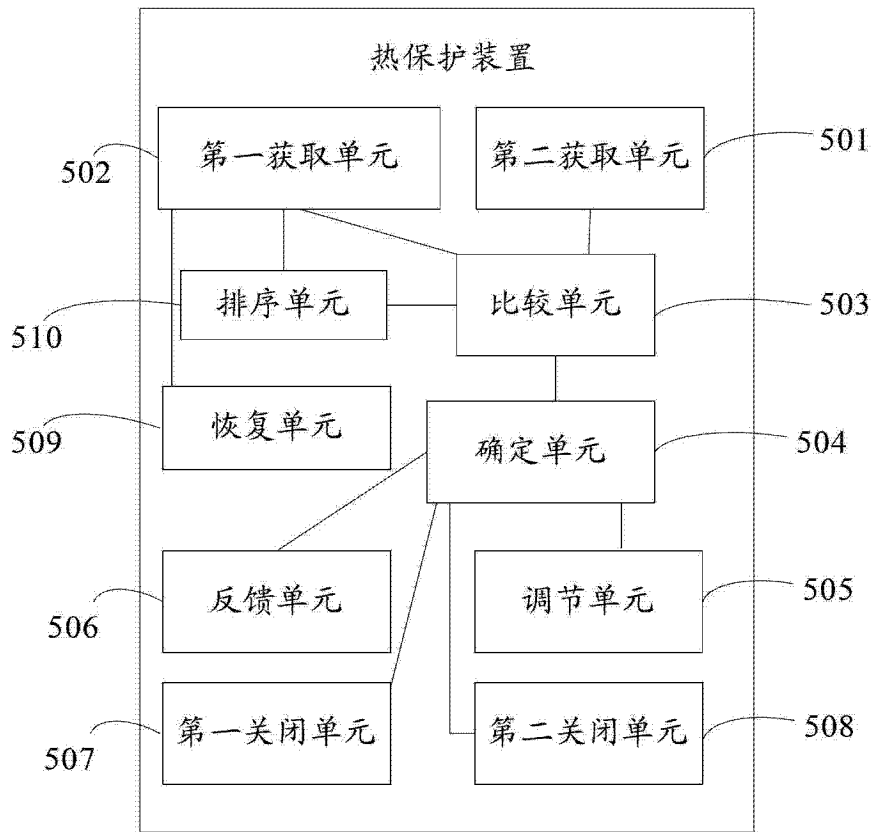 热保护装置
502
第一获取单元
第二获取单元
501
510
排序单元
比较单元
503
509
恢复单元
确定单元
504
506
反馈单元
调节单元
505
507
第一关闭单元
第二关闭单元
508